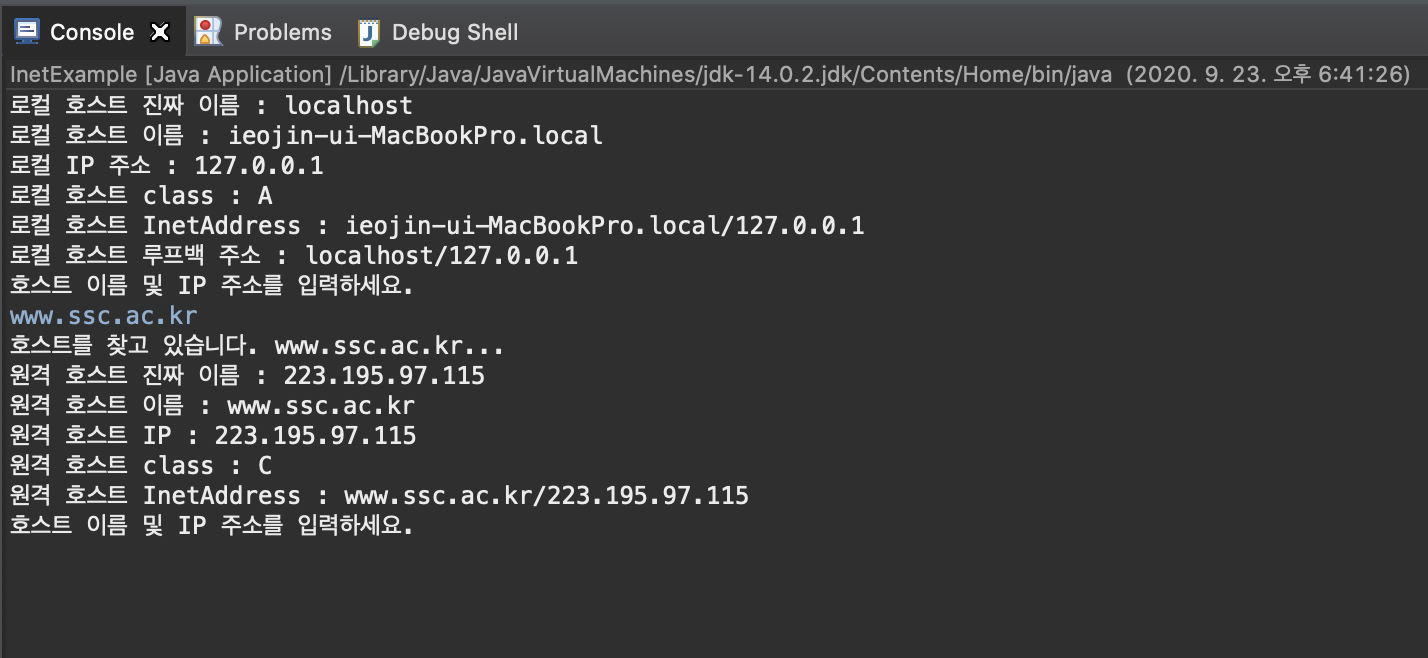 Console Problems Debug Shell
InetExample [Java Application] /Library/Java/JavaVirtualMachines/jdk-14.0.2.jdk/Contents/Home/bin/java (2020. 9. 23. 오후 6:41:26)
로컬 호스트 진짜 이름 : localhost
로컬 호스트 이름 : ieojin-ui-MacBookPro.local
로컬 IP 주소 : 127.0.0.1
로컬 호스트 class : A
로컬 호스트 InetAddress : ieojin-ui-MacBookPro.local/127.0.0.1
로컬 호스트 루프백 주소 : localhost/127.0.0.1
호스트 이름 및 IP 주소를 입력하세요.
www.ssc.ac.kr
호스트를 찾고 있습니다. www.ssc.ac.kr...
원격 호스트 진짜 이름 : 223.195.97.115
원격 호스트 이름 : www.ssc.ac.kr
원격 호스트 IP : 223.195.97.115
원격 호스트 class : C
원격 호스트 InetAddress : www.ssc.ac.kr/223.195.97.115
호스트 이름 및 IP 주소를 입력하세요.